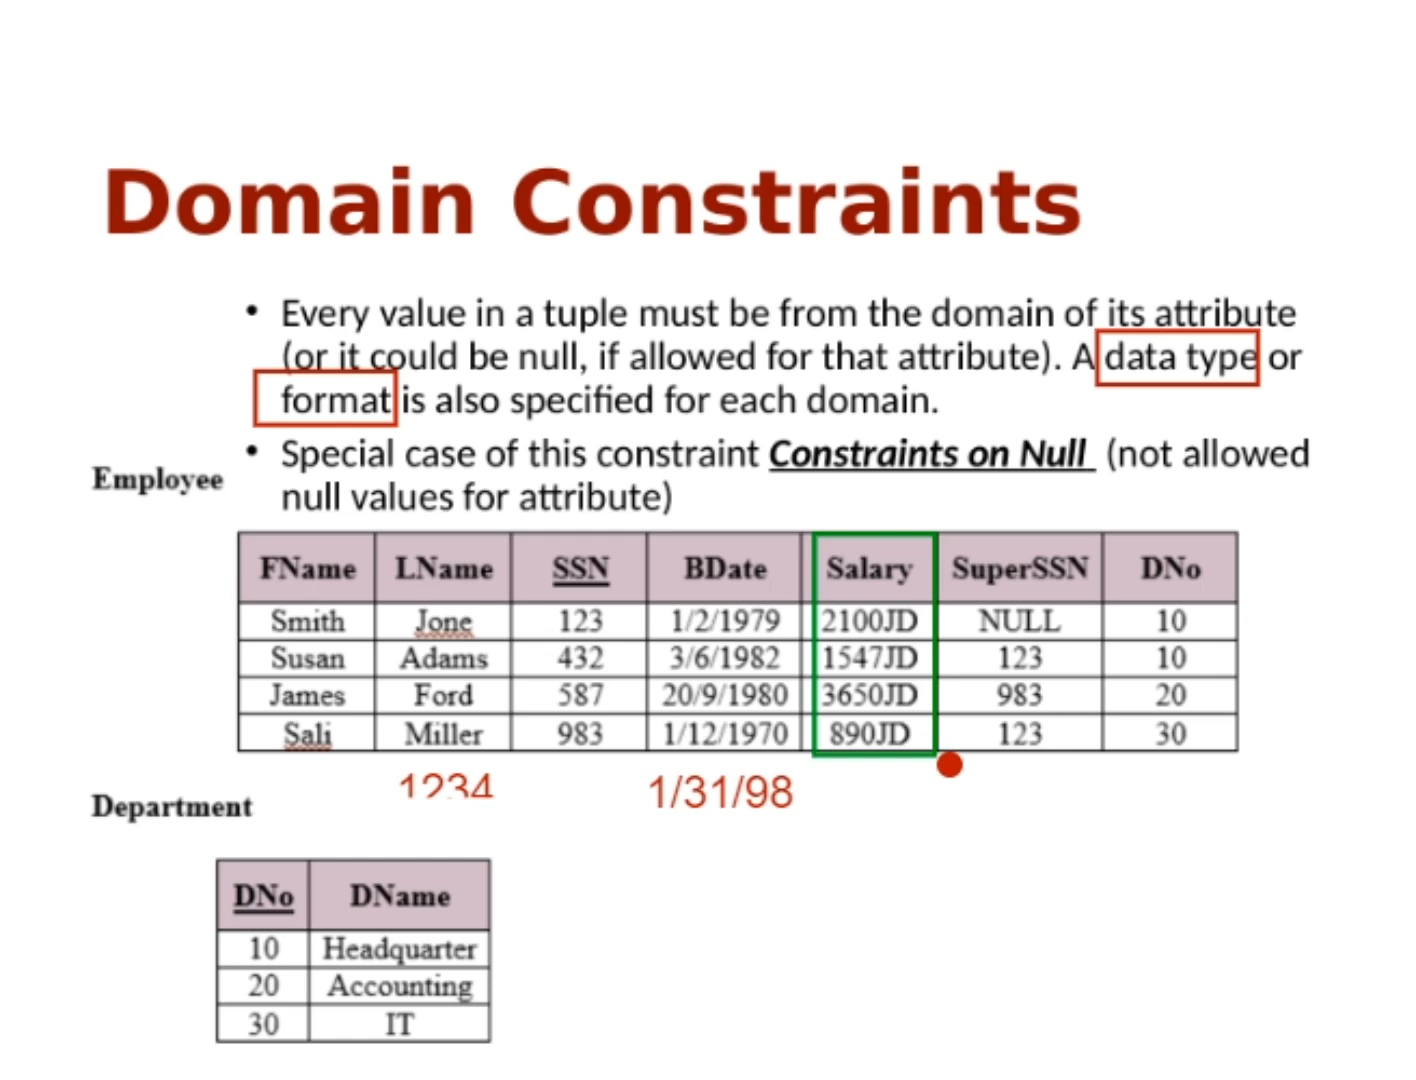 Domain Constraints
• Every value in a tuple must be from the domain of its attribute
(or it could be null, if allowed for that attribute). A data type or
format is also specified for each domain.
• Special case of this constraint Constraints on Null (not allowed
null values for attribute)
Employee
FName LName SSN BDate Salary SuperSSN DNo
Smith Jone 123 1/2/1979 2100JD NULL 10
Susan Adams 432 3/6/1982 1547JD 123 10
James Ford 587 20/9/1980 3650JD 983 20
Sali Miller 983 1/12/1970 890JD 123 30
1234 1/31/98
Department
DNo DName
10 Headquarter
20 Accounting
30 IT